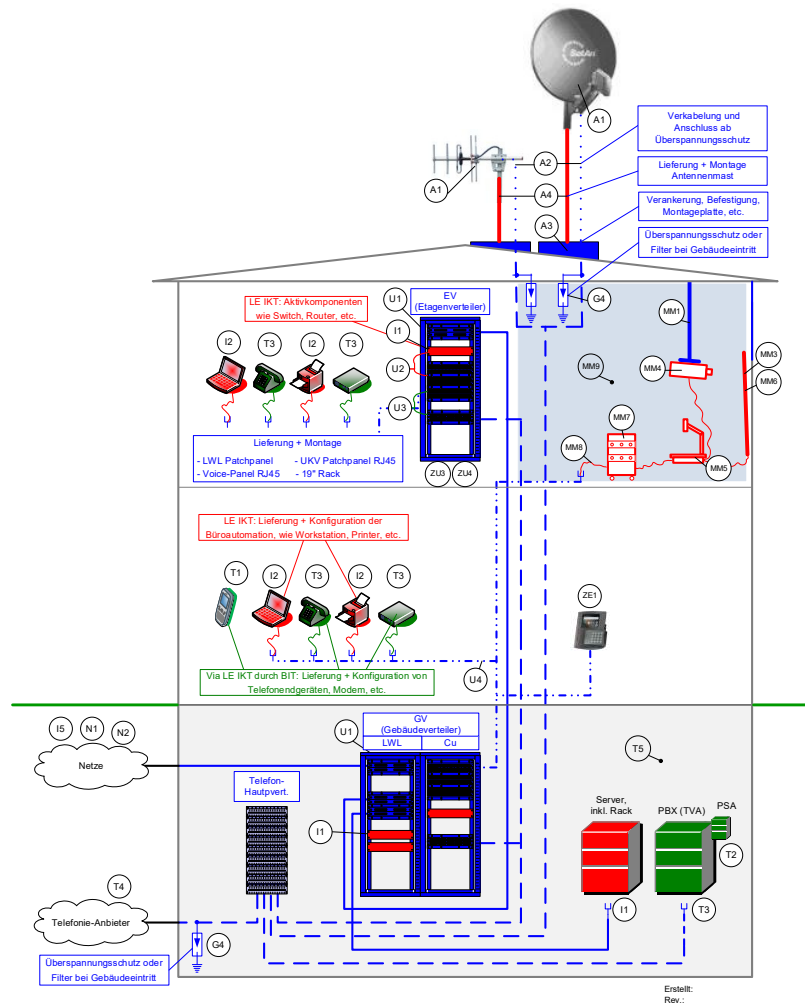 A1
Verkabelung und
Anschluss ab
Überspannungsschutz
A2
A1
Lieferung + Montage
Antennenmast
A4
Verankerung, Befestigung,
Montageplatte, etc.
A3
Überspannungsschutz oder
Filter bei Gebäudeeintritt
G4
LE IKT: Aktivkomponenten
wie Switch, Router, etc.
U1
EV
(Etagenverteiler)
I1
I2
T3
I2
T3
U2
U3
MM1
MM3
MM4
MM6
MM9
MM7
MM8
MM5
Lieferung + Montage
- LWL Patchpanel - UKV Patchpanel RJ45
- Voice-Panel RJ45 - 19" Rack
ZU3
ZU4
LE IKT: Lieferung + Konfiguration der
Büroautomation, wie Workstation, Printer, etc.
T1
I2
T3
I2
T3
ZE1
Via LE IKT durch BIT: Lieferung + Konfiguration von
Telefonendgeräten, Modem, etc.
U4
I5
N1
N2
Netze
U1
GV
(Gebäudeverteiler)
LWL
Cu
T5
Telefon-
Hauptvert.
I1
Server,
inkl. Rack
PBX (TVA)
PSA
T2
I1
T3
T4
Telefonie-Anbieter
G4
Überspannungsschutz oder
Filter bei Gebäudeeintritt
Erstellt:
Rev.: